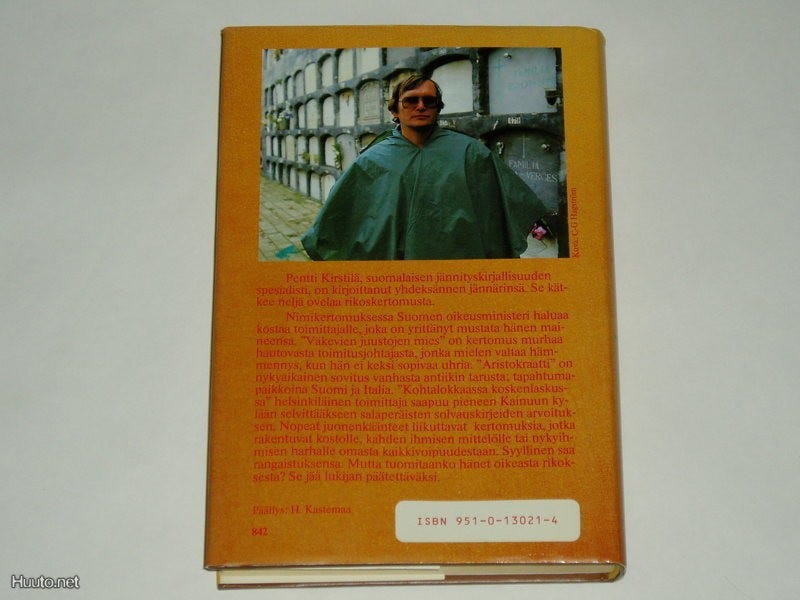 471
FAMILIA
VERGES
Kuva: C-G Hagström
Pentti Kirstilä, suomalaisen jännityskirjallisuuden
spesialisti, on kirjoittanut yhdeksännen jännärinsä. Se kät-
kee neljä ovelaa rikoskertomusta.
Nimikertomuksessa Suomen oikeusministeri haluaa
kostaa toimittajalle, joka on yrittänyt mustata hänen mai-
neensa. "Väkevien juustojen mies" on kertomus murhaa
hautovasta toimitusjohtajasta, jonka mielen valtaa häm-
mennys, kun hän ei keksi sopivaa uhria. "Aristokraatti" on
nykyaikainen sovitus vanhasta antiikin tarusta, tapahtuma-
paikkoina Suomi ja Italia. "Kohtalokkaassa koskenlaskus-
sa" helsinkiläinen toimittaja saapuu pieneen Kainuun ky-
lään selvittääkseen salaperäisten solvauskirjeiden arvoituk-
sen. Nopeat juonenkäänteet liikuttavat kertomuksia, jotka
rakentuvat kostolle, kahden ihmisen mittelölle tai nykyih-
misen harhalle omasta kaikkivoipuudestaan. Syyllinen saa
rangaistuksensa. Mutta tuomitaanko hänet oikeasta rikok-
sesta? Se jää lukijan päätettäväksi.
Päällys: H. Kastemaa
842
ISBN 951-0-13021-4
Huuto.net